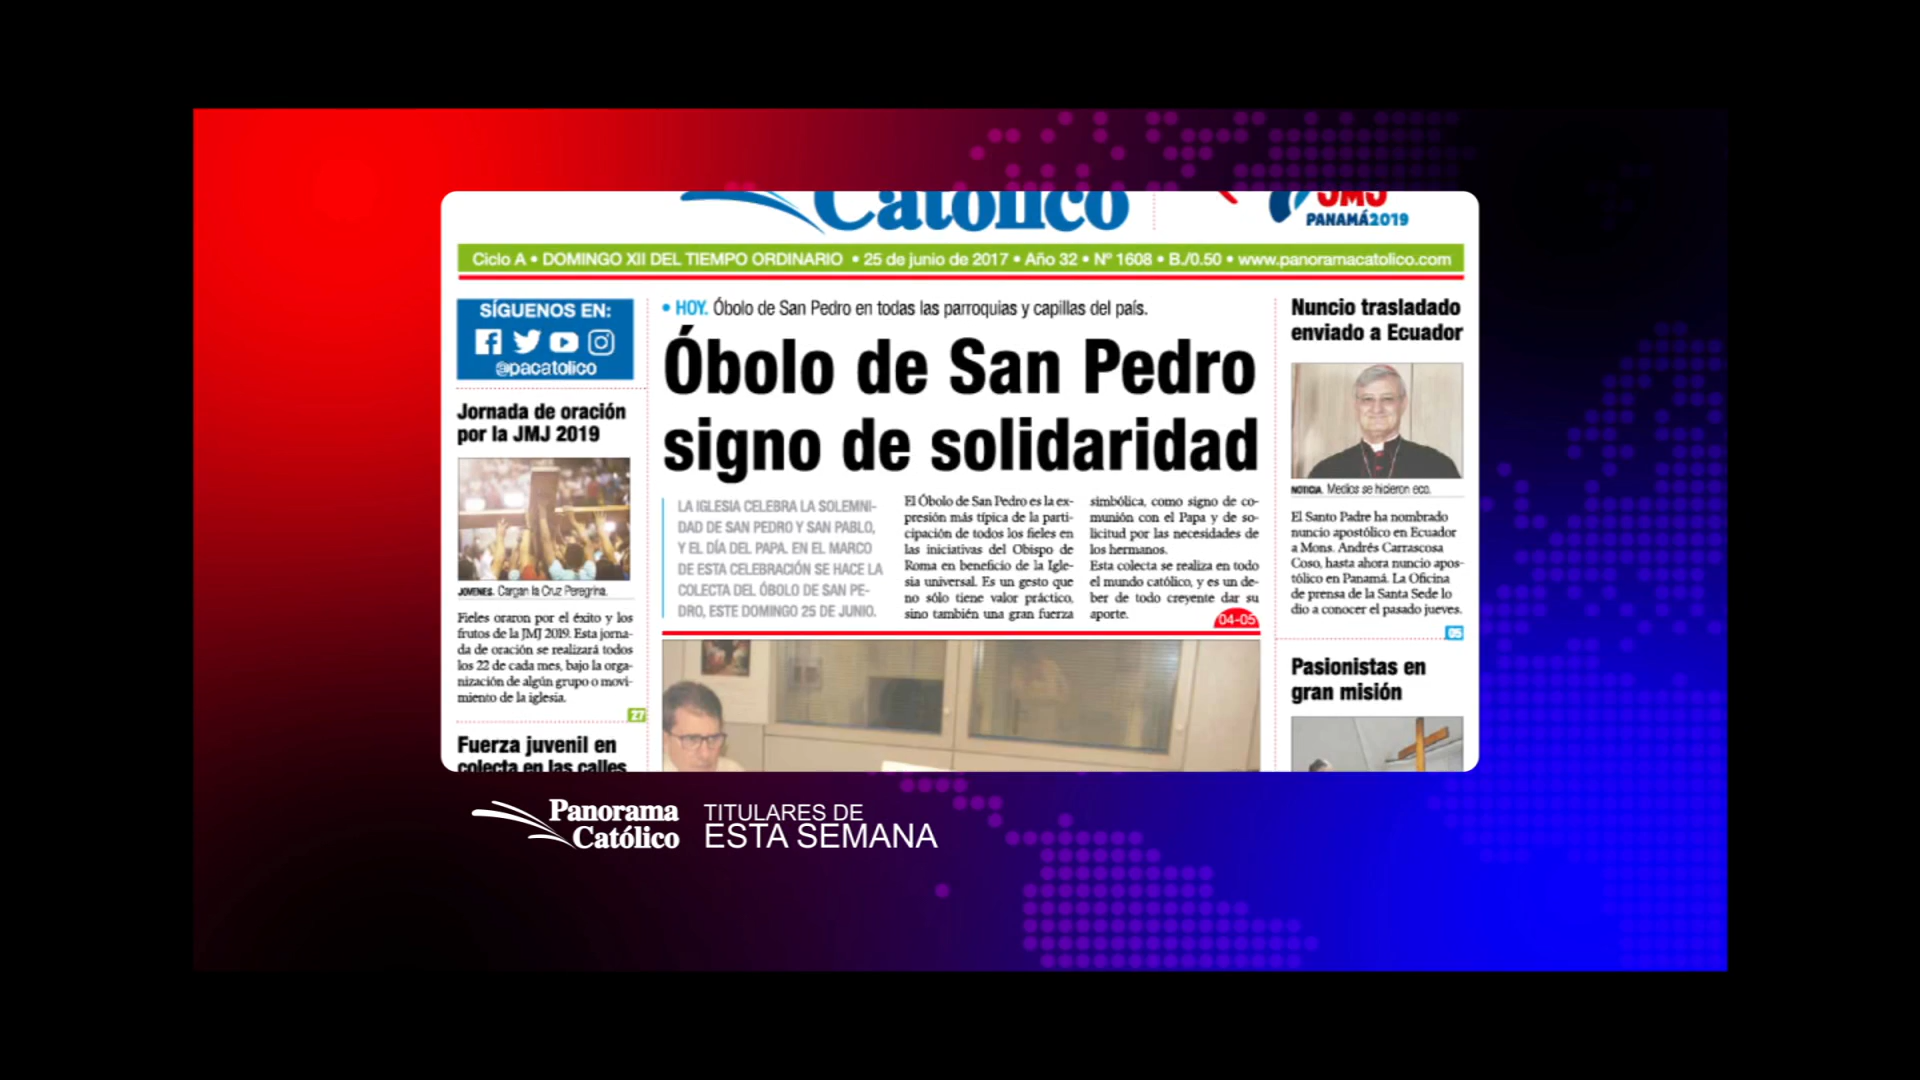 Católico
JMJ
PANAMÁ2019
Ciclo A • DOMINGO XII DEL TIEMPO ORDINARIO • 25 de junio de 2017 • Año 32 • Nº 1608 • B./0.50 • www.panoramacatolico.com
SÍGUENOS EN:
@pacatolico
Jornada de oración
por la JMJ 2019
JÓVENES. Cargan la Cruz Peregrina.
Fieles oraron por el éxito y los
frutos de la JMJ 2019. Esta jorna-
da de oración se realizará todos
los 22 de cada mes, bajo la orga-
nización de algún grupo o movi-
miento de la iglesia.
27
Fuerza juvenil en
colecta en las calles
• HOY. Óbolo de San Pedro en todas las parroquias y capillas del país.
Óbolo de San Pedro
signo de solidaridad
LA IGLESIA CELEBRA LA SOLEMNI-
DAD DE SAN PEDRO Y SAN PABLO,
Y EL DÍA DEL PAPA. EN EL MARCO
DE ESTA CELEBRACIÓN SE HACE LA
COLECTA DEL ÓBOLO DE SAN PE-
DRO, ESTE DOMINGO 25 DE JUNIO.
El Óbolo de San Pedro es la ex-
presión más típica de la parti-
cipación de todos los fieles en
las iniciativas del Obispo de
Roma en beneficio de la Igle-
sia universal. Es un gesto que
no sólo tiene valor práctico,
sino también una gran fuerza
simbólica, como signo de co-
munión con el Papa y de so-
licitud por las necesidades de
los hermanos.
Esta colecta se realiza en todo
el mundo católico, y es un de-
ber de todo creyente dar su
aporte.
04-05
Nuncio trasladado
enviado a Ecuador
NOTICIA. Medios se hicieron eco.
El Santo Padre ha nombrado
nuncio apostólico en Ecuador
a Mons. Andrés Carrascosa
Coso, hasta ahora nuncio apos-
tólico en Panamá. La Oficina
de prensa de la Santa Sede lo
dio a conocer el pasado jueves.
05
Pasionistas en
gran misión
Panorama
Católico
TITULARES DE
ESTA SEMANA